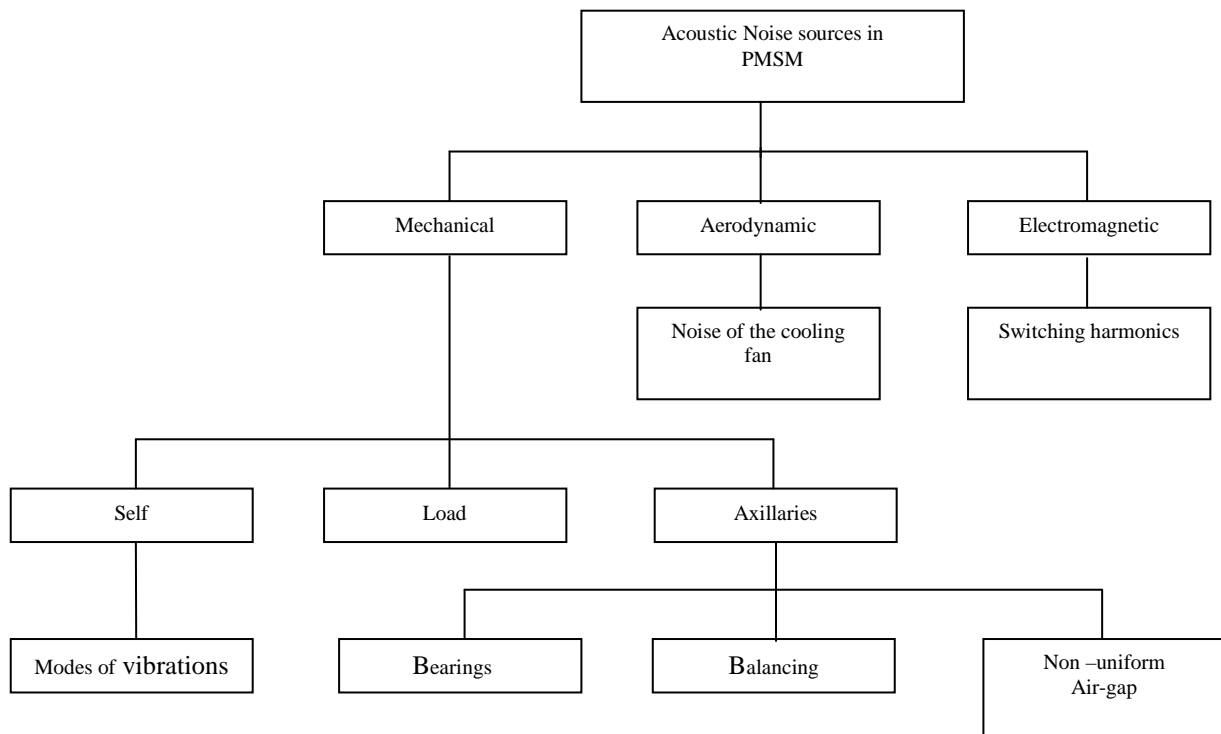 Acoustic Noise sources in
PMSM
Mechanical
Aerodynamic
Electromagnetic
Noise of the cooling
fan
Switching harmonics
Self
Load
Axillaries
Modes of vibrations
Bearings
Balancing
Non –uniform
Air-gap